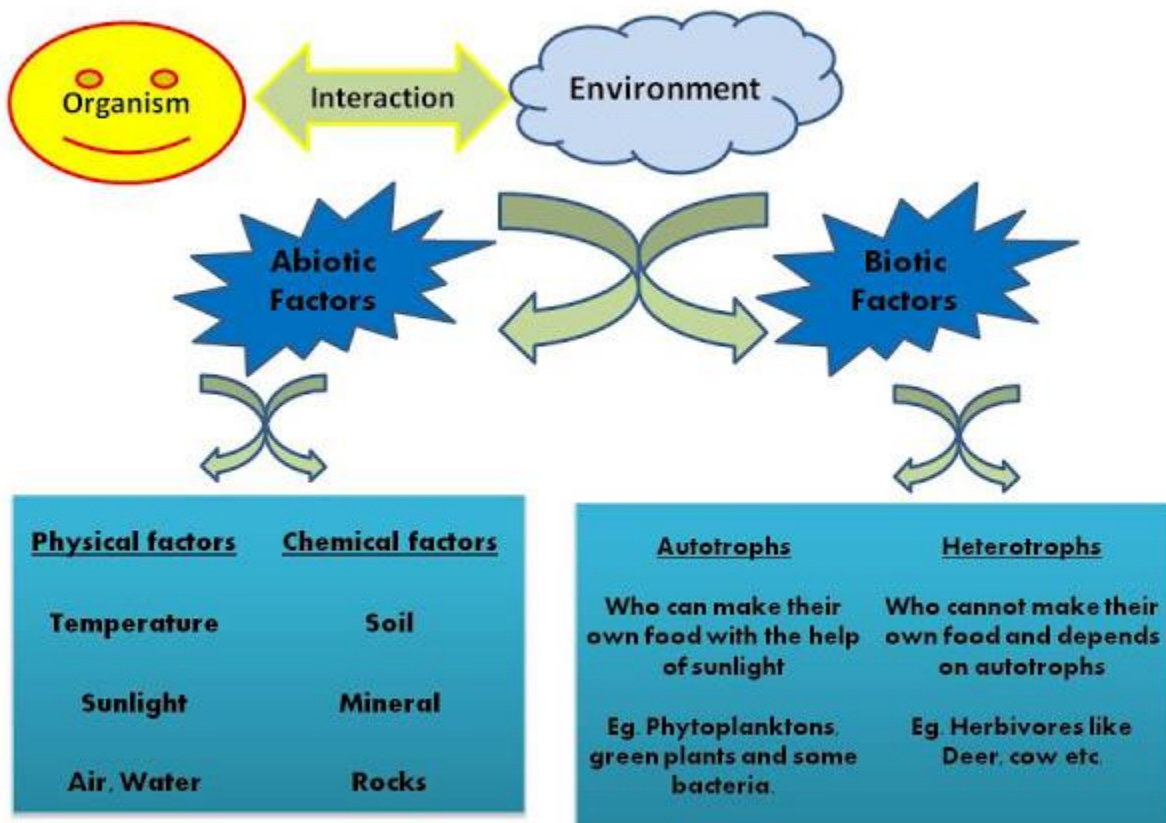 Organism
Interaction
Environment
Abiotic
Factors
Biotic
Factors
Physical factors
Chemical factors
Temperature
Soil
Sunlight
Mineral
Air, Water
Rocks
Autotrophs
Who can make their
own food with the help
of sunlight
Eg. Phytoplanktons,
green plants and some
bacteria.
Heterotrophs
Who cannot make their
own food and depends
on autotrophs
Eg. Herbivores like
Deer, cow etc.